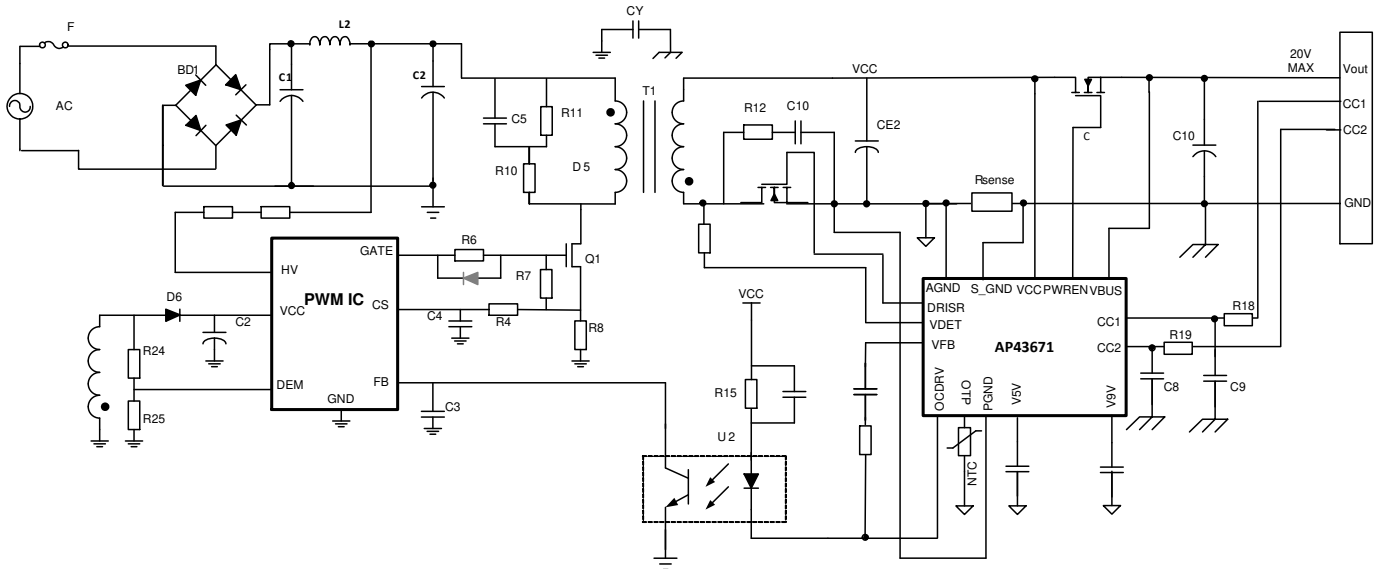 CY
F
L2
20V
MAX
BD1
C1
C2
VCC
Vout
AC
T1
R12
C10
CC1
C5
R11
CE2
C
C10
CC2
R10
D5
Rsense
GND
HV
GATE
R6
Q1
PWM IC
R7
AGND
S_GND
VCC
PWREN
VBUS
D6
VCC
CS
C4
R4
R8
VCC
DRISR
VDET
VFB
CC1
R18
C2
R24
AP43671
CC2
R19
DEM
FB
R15
R25
GND
C3
OCDRV
OTP
PGND
V5V
V9V
C8
C9
U2
NTC